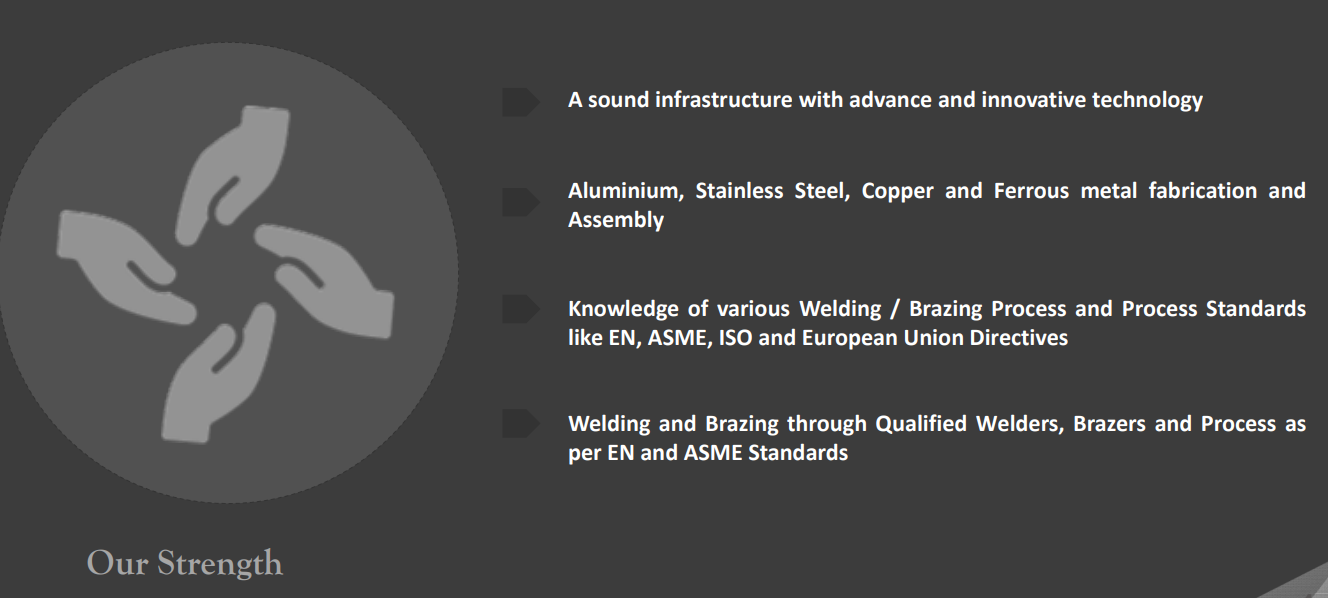 A sound infrastructure with advance and innovative technology
Aluminium, Stainless Steel, Copper and Ferrous metal fabrication and
Assembly
Knowledge of various Welding / Brazing Process and Process Standards
like EN, ASME, ISO and European Union Directives
Welding and Brazing through Qualified Welders, Brazers and Process as
per EN and ASME Standards
Our Strength